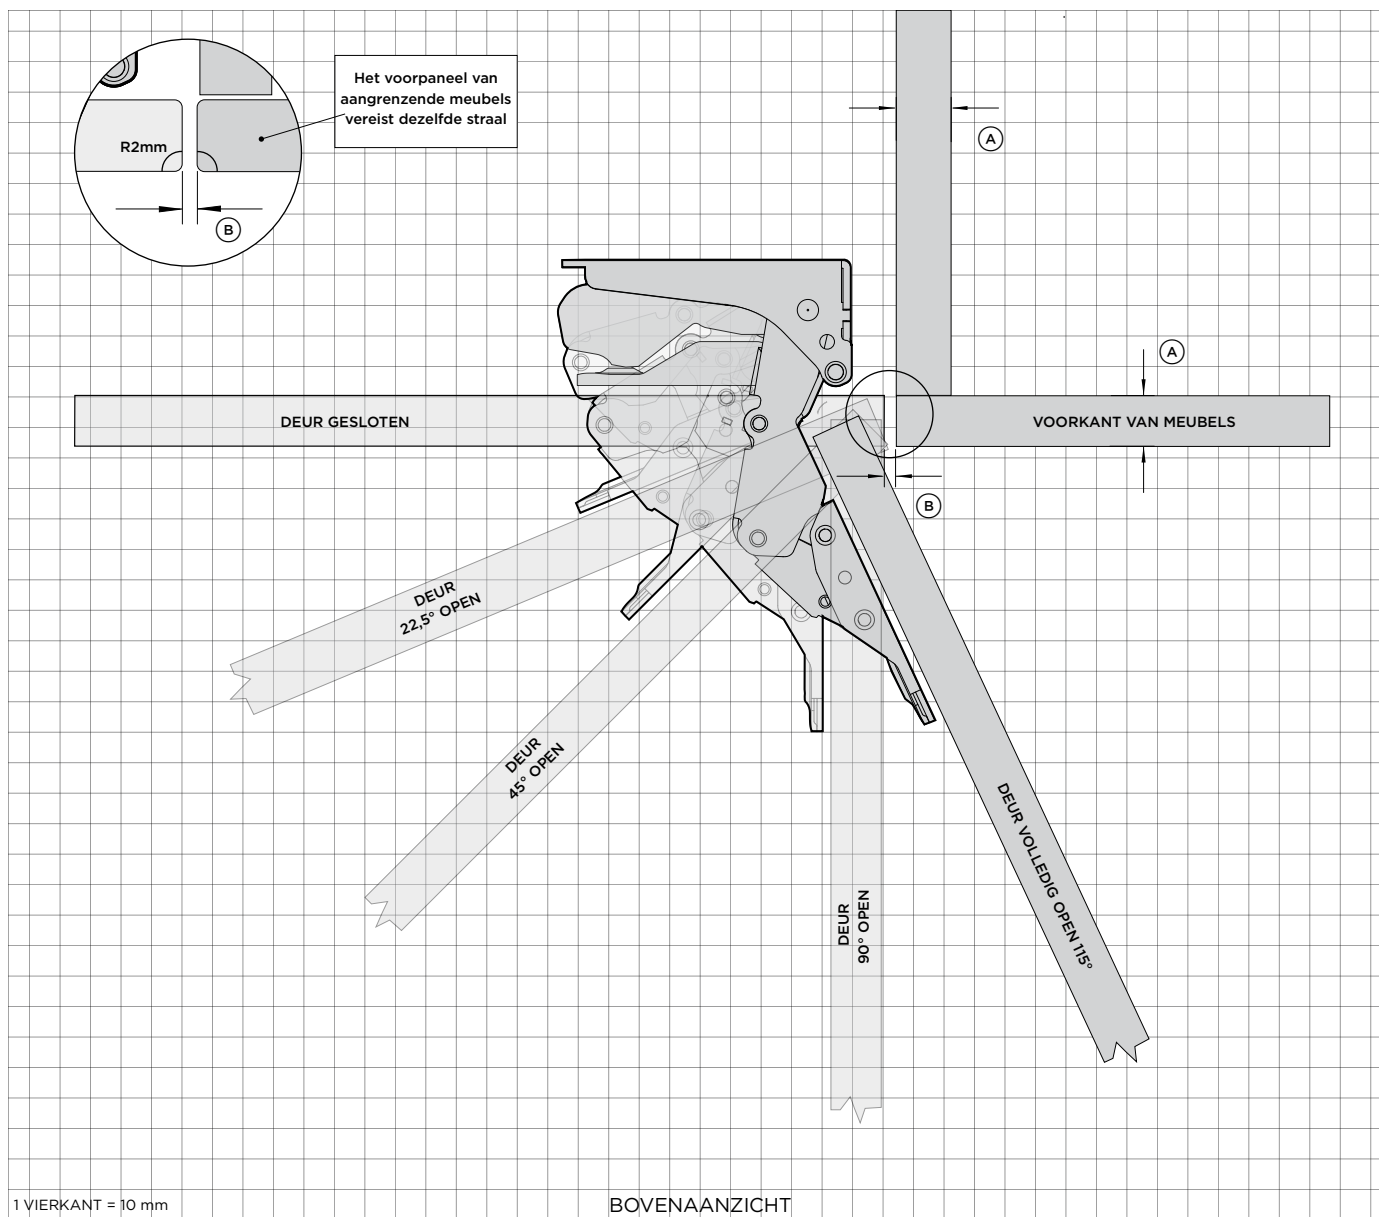 Het voorpaneel van
aangrenzende meubels
vereist dezelfde straal
R2mm
B
A
A
DEUR GESLOTEN
VOORKANT VAN MEUBELS
B
DEUR
22,5° OPEN
DEUR
45° OPEN
DEUR
90° OPEN
DEUR VOLLEDIG OPEN 115°
1 VIERKANT = 10 mm
BOVENAANZICHT